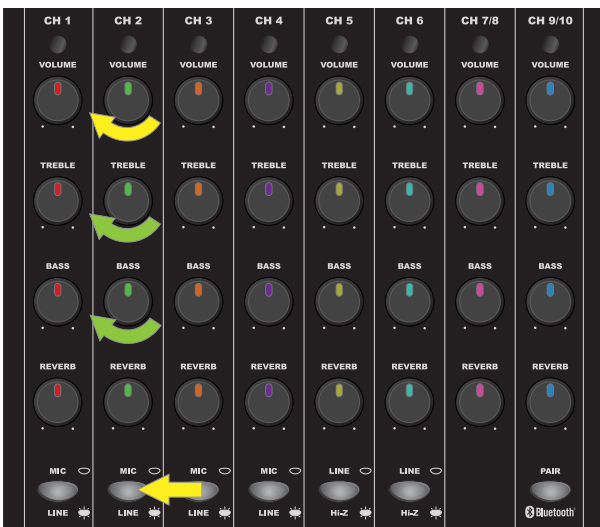 CH 1 CH 2 CH 3 CH 4 CH 5 CH 6 CH 7/8 CH 9/10
VOLUME VOLUME VOLUME VOLUME VOLUME VOLUME VOLUME VOLUME
TREBLE TREBLE TREBLE TREBLE TREBLE TREBLE TREBLE TREBLE
BASS BASS BASS BASS BASS BASS BASS BASS
REVERB REVERB REVERB REVERB REVERB REVERB REVERB REVERB
MIC MIC MIC MIC LINE LINE PAIR
LINE LINE LINE LINE Hi-Z Hi-Z Bluetooth